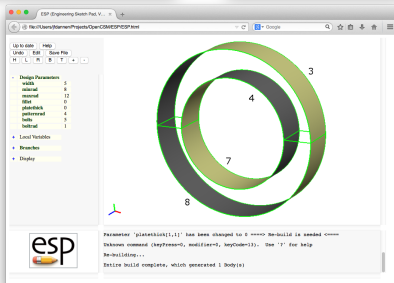 ESP (Engineering Sketch Pad, V...
file:///Users/jfdannen/Projects/OpenCSM/ESP/ESP.html
Google
Up to date Help
Undo Edit Save File
H L R B T + -
- Design Parameters
width 5
minrad 8
maxrad 12
fillet 0
platethick 0
patternrad 4
bolts 5
boltrad 1
+ Local Variables
+ Branches
+ Display
3
4
7
8
esp
Parameter 'platethick[1,1]' has been changed to 0 ====> Re-build is needed <====
Unknown command (keyPress=0, modifier=0, keyCode=13). Use '?' for help
Re-building...
Entire build complete, which generated 1 Body(s)